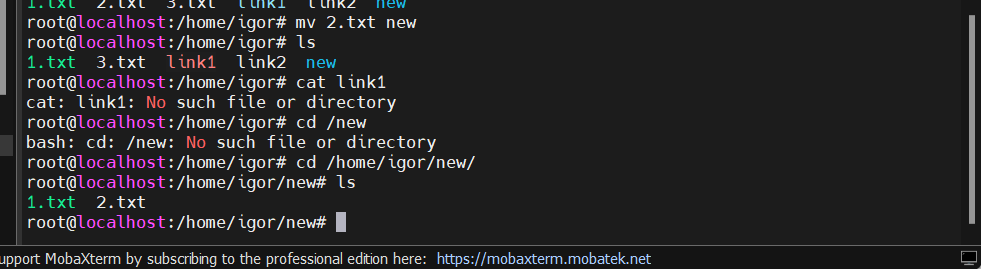 1.txt  2.txt  3.txt  link1  link2  new
root@localhost:/home/igor# mv 2.txt new
root@localhost:/home/igor# ls
1.txt  3.txt  link1  link2  new
root@localhost:/home/igor# cat link1
cat: link1: No such file or directory
root@localhost:/home/igor# cd /new
bash: cd: /new: No such file or directory
root@localhost:/home/igor# cd /home/igor/new/
root@localhost:/home/igor/new# ls
1.txt  2.txt
root@localhost:/home/igor/new#
upport MobaXterm by subscribing to the professional edition here:  https://mobaxterm.mobatek.net